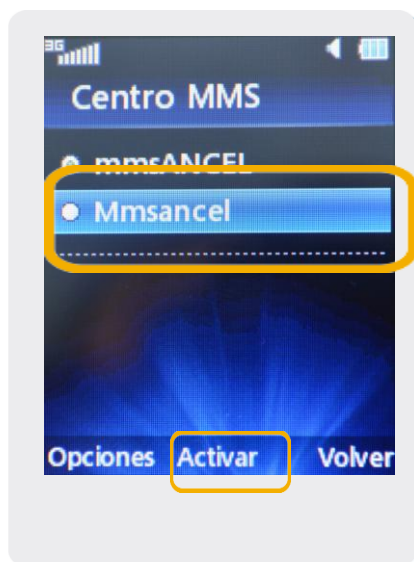 3G
Centro MMS
mmsANCEL
Mmsancel
Opciones Activar Volver